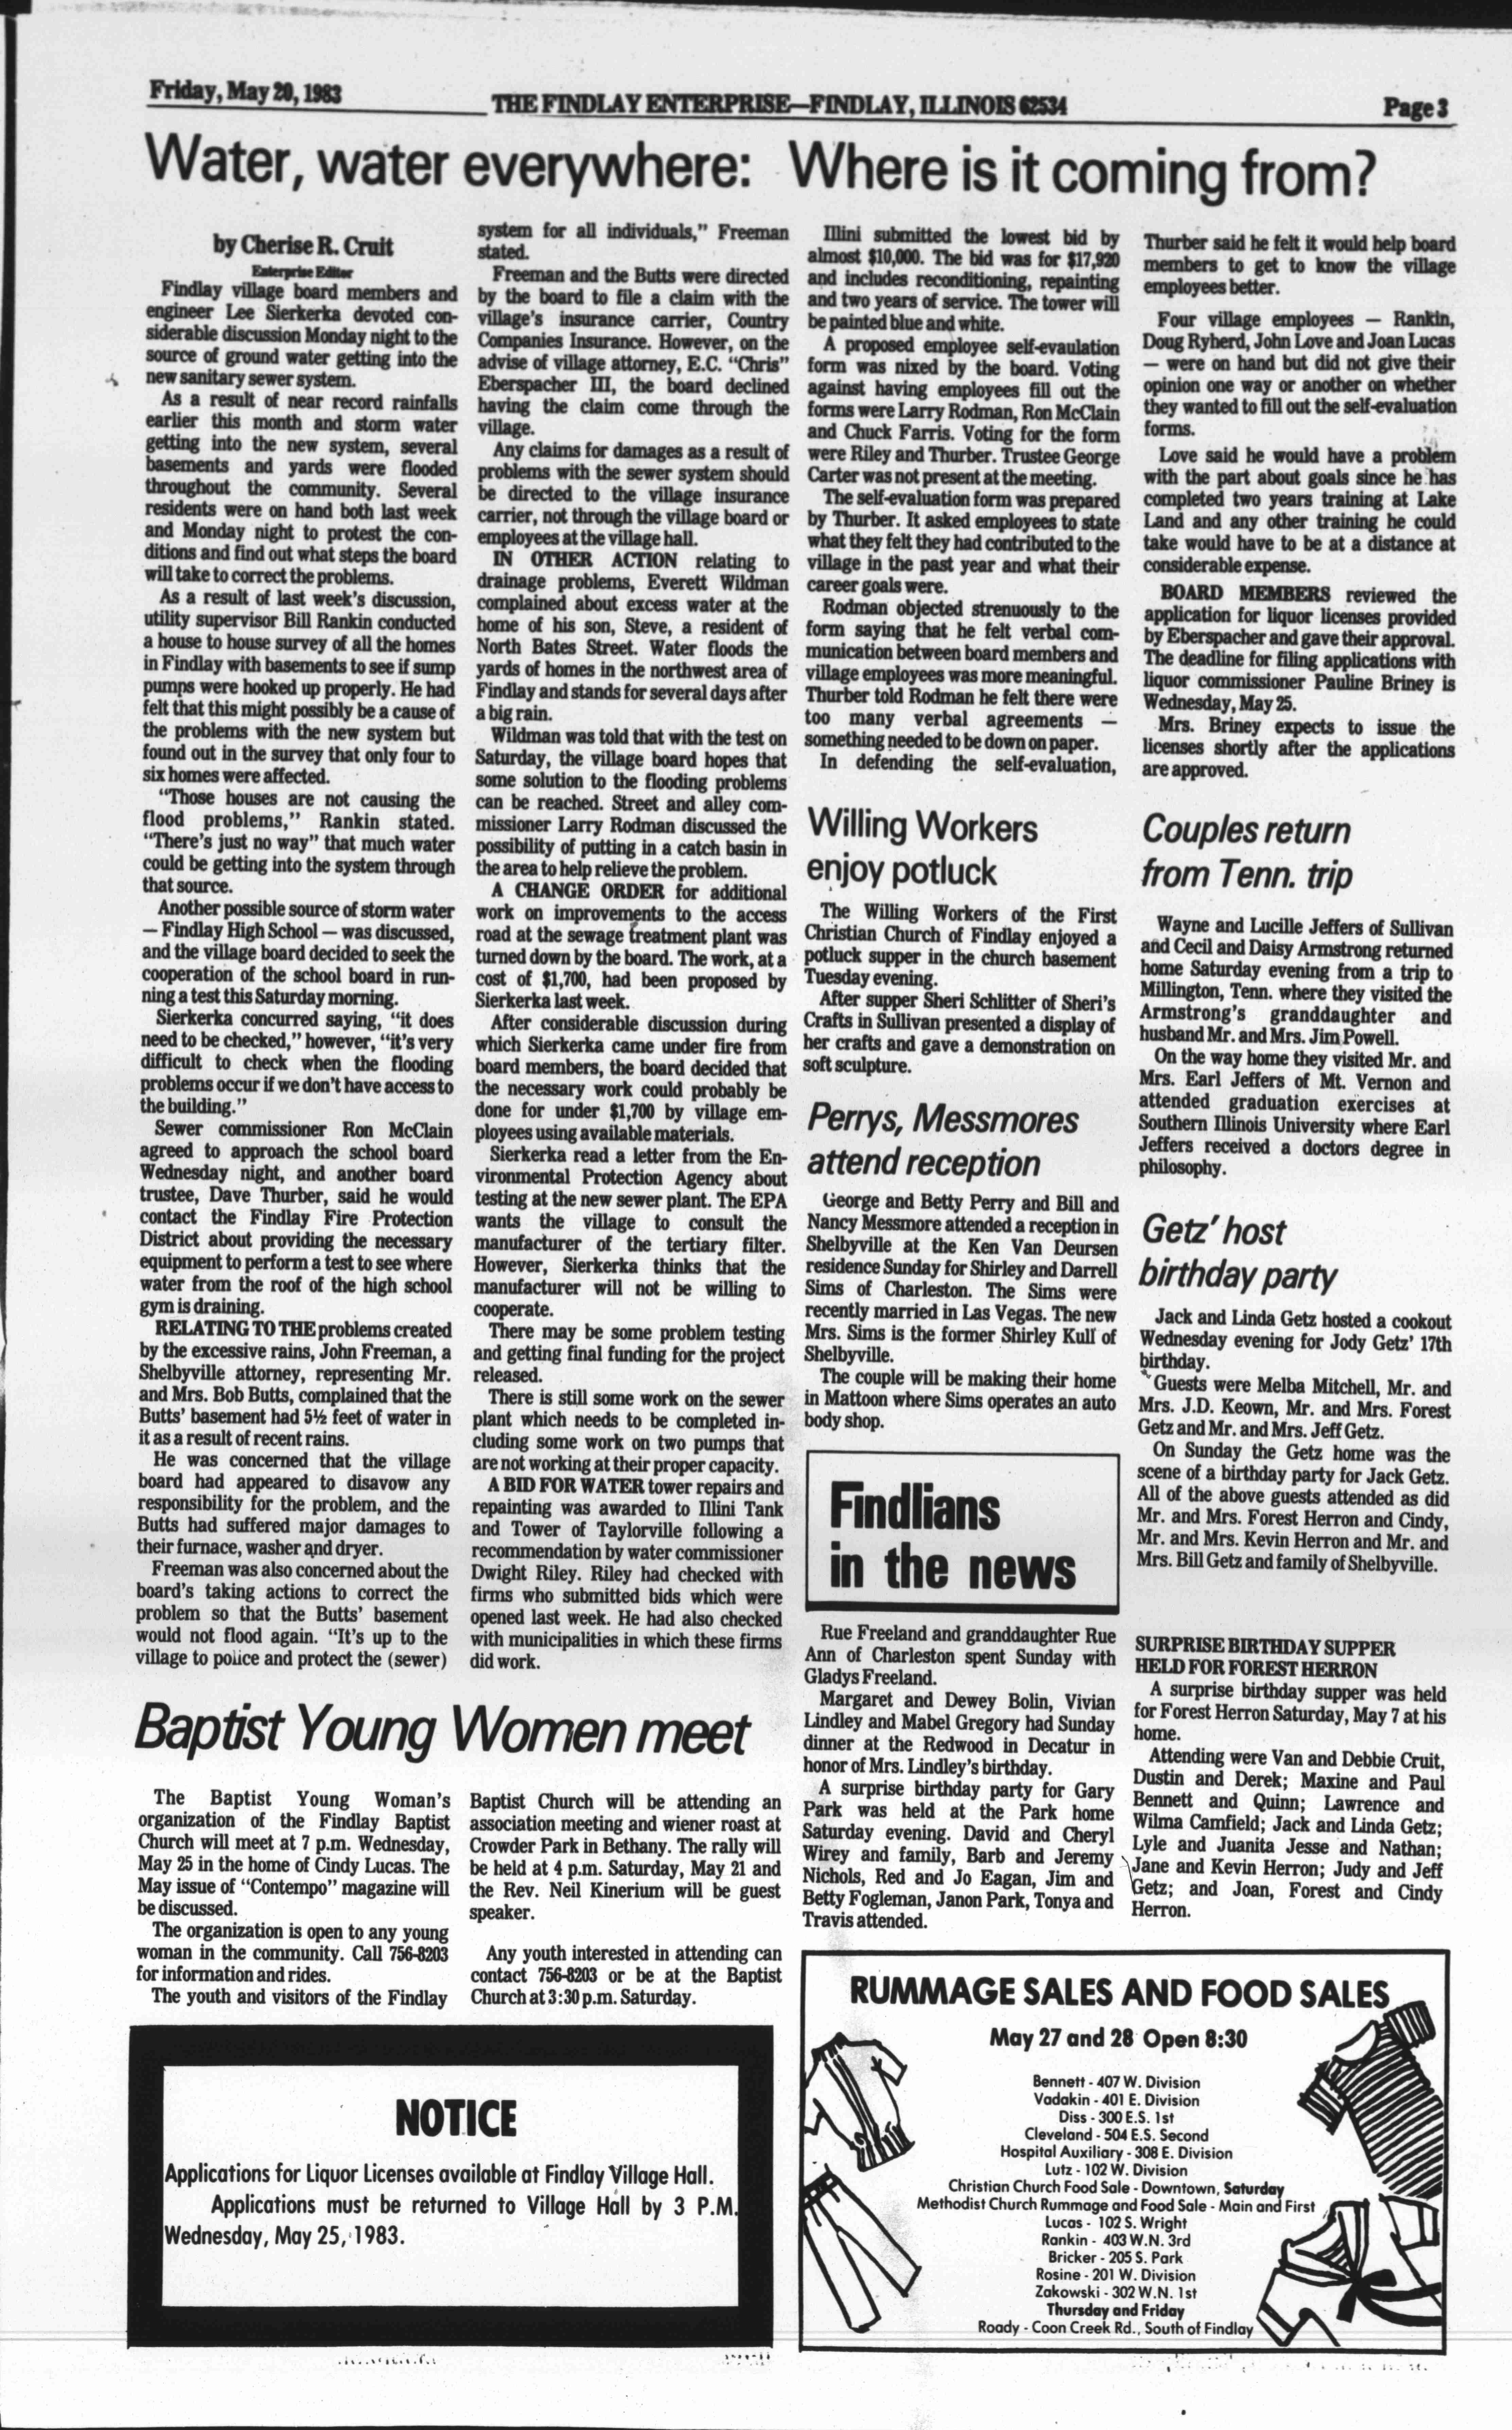 Friday, May 20, 1983
THE FINDLAY ENTERPRISE—FINDLAY, ILLINOIS 62534
Page 3
Water, water everywhere: Where is it coming from?
by Cherise R. Cruit
Enterprise Editor
Findlay village board members and
engineer Lee Sierkerka devoted con-
siderable discussion Monday night to the
source of ground water getting into the
new sanitary sewer system.
As a result of near record rainfalls
earlier this month and storm water
getting into the new system, several
basements and yards were flooded
throughout the community. Several
residents were on hand both last week
and Monday night to protest the con-
ditions and find out what steps the board
will take to correct the problems.
As a result of last week's discussion,
utility supervisor Bill Rankin conducted
a house to house survey of all the homes
in Findlay with basements to see if sump
pumps were hooked up properly. He had
felt that this might possibly be a cause of
the problems with the new system but
found out in the survey that only four to
six homes were affected.
"Those houses are not causing the
flood problems," Rankin stated.
"There's just no way" that much water
could be getting into the system through
that source.
Another possible source of storm water
— Findlay High School — was discussed,
and the village board decided to seek the
cooperation of the school board in run-
ning a test this Saturday morning.
Sierkerka concurred saying, "it does
need to be checked," however, "it's very
difficult to check when the flooding
problems occur if we don't have access to
the building."
Sewer commissioner Ron McClain
agreed to approach the school board
Wednesday night, and another board
trustee, Dave Thurber, said he would
contact the Findlay Fire Protection
District about providing the necessary
equipment to perform a test to see where
water from the roof of the high school
gym is draining.
RELATING TO THE problems created
by the excessive rains, John Freeman, a
Shelbyville attorney, representing Mr.
and Mrs. Bob Butts, complained that the
Butts' basement had 5½ feet of water in
it as a result of recent rains.
He was concerned that the village
board had appeared to disavow any
responsibility for the problem, and the
Butts had suffered major damages to
their furnace, washer and dryer.
Freeman was also concerned about the
board's taking actions to correct the
problem so that the Butts' basement
would not flood again. "It's up to the
village to police and protect the (sewer)
system for all individuals," Freeman
stated.
Freeman and the Butts were directed
by the board to file a claim with the
village's insurance carrier, Country
Companies Insurance. However, on the
advise of village attorney, E.C. "Chris"
Eberspacher III, the board declined
having the claim come through the
village.
Any claims for damages as a result of
problems with the sewer system should
be directed to the village insurance
carrier, not through the village board or
employees at the village hall.
IN OTHER ACTION relating to
drainage problems, Everett Wildman
complained about excess water at the
home of his son, Steve, a resident of
North Bates Street. Water floods the
yards of homes in the northwest area of
Findlay and stands for several days after
a big rain.
Wildman was told that with the test on
Saturday, the village board hopes that
some solution to the flooding problems
can be reached. Street and alley com-
missioner Larry Rodman discussed the
possibility of putting in a catch basin in
the area to help relieve the problem.
A CHANGE ORDER for additional
work on improvements to the access
road at the sewage treatment plant was
turned down by the board. The work, at a
cost of $1,700, had been proposed by
Sierkerka last week.
After considerable discussion during
which Sierkerka came under fire from
board members, the board decided that
the necessary work could probably be
done for under $1,700 by village em-
ployees using available materials.
Sierkerka read a letter from the En-
vironmental Protection Agency about
testing at the new sewer plant. The EPA
wants the village to consult the
manufacturer of the tertiary filter.
However, Sierkerka thinks that the
manufacturer will not be willing to
cooperate.
There may be some problem testing
and getting final funding for the project
released.
There is still some work on the sewer
plant which needs to be completed in-
cluding some work on two pumps that
are not working at their proper capacity.
A BID FOR WATER tower repairs and
repainting was awarded to Illini Tank
and Tower of Taylorville following a
recommendation by water commissioner
Dwight Riley. Riley had checked with
firms who submitted bids which were
opened last week. He had also checked
with municipalities in which these firms
did work.
Illini submitted the lowest bid by
almost $10,000. The bid was for $17,920
and includes reconditioning, repainting
and two years of service. The tower will
be painted blue and white.
A proposed employee self-evaulation
form was nixed by the board. Voting
against having employees fill out the
forms were Larry Rodman, Ron McClain
and Chuck Farris. Voting for the form
were Riley and Thurber. Trustee George
Carter was not present at the meeting.
The self-evaluation form was prepared
by Thurber. It asked employees to state
what they felt they had contributed to the
village in the past year and what their
career goals were.
Rodman objected strenuously to the
form saying that he felt verbal com-
munication between board members and
village employees was more meaningful.
Thurber told Rodman he felt there were
too many verbal agreements —
something needed to be down on paper.
In defending the self-evaluation,
Thurber said he felt it would help board
members to get to know the village
employees better.
Four village employees — Rankin,
Doug Ryherd, John Love and Joan Lucas
— were on hand but did not give their
opinion one way or another on whether
they wanted to fill out the self-evaluation
forms.
Love said he would have a problem
with the part about goals since he has
completed two years training at Lake
Land and any other training he could
take would have to be at a distance at
considerable expense.
BOARD MEMBERS reviewed the
application for liquor licenses provided
by Eberspacher and gave their approval.
The deadline for filing applications with
liquor commissioner Pauline Briney is
Wednesday, May 25.
Mrs. Briney expects to issue the
licenses shortly after the applications
are approved.
Willing Workers
enjoy potluck
The Willing Workers of the First
Christian Church of Findlay enjoyed a
potluck supper in the church basement
Tuesday evening.
After supper Sheri Schlitter of Sheri's
Crafts in Sullivan presented a display of
her crafts and gave a demonstration on
soft sculpture.
Perrys, Messmores
attend reception
George and Betty Perry and Bill and
Nancy Messmore attended a reception in
Shelbyville at the Ken Van Deursen
residence Sunday for Shirley and Darrell
Sims of Charleston. The Sims were
recently married in Las Vegas. The new
Mrs. Sims is the former Shirley Kull of
Shelbyville.
The couple will be making their home
in Mattoon where Sims operates an auto
body shop.
Couples return
from Tenn. trip
Wayne and Lucille Jeffers of Sullivan
and Cecil and Daisy Armstrong returned
home Saturday evening from a trip to
Millington, Tenn. where they visited the
Armstrong's granddaughter and
husband Mr. and Mrs. Jim Powell.
On the way home they visited Mr. and
Mrs. Earl Jeffers of Mt. Vernon and
attended graduation exercises at
Southern Illinois University where Earl
Jeffers received a doctors degree in
philosophy.
Getz' host
birthday party
Jack and Linda Getz hosted a cookout
Wednesday evening for Jody Getz' 17th
birthday.
Guests were Melba Mitchell, Mr. and
Mrs. J.D. Keown, Mr. and Mrs. Forest
Getz and Mr. and Mrs. Jeff Getz.
On Sunday the Getz home was the
scene of a birthday party for Jack Getz.
All of the above guests attended as did
Mr. and Mrs. Forest Herron and Cindy,
Mr. and Mrs. Kevin Herron and Mr. and
Mrs. Bill Getz and family of Shelbyville.
Findlians
in the news
Rue Freeland and granddaughter Rue
Ann of Charleston spent Sunday with
Gladys Freeland.
Margaret and Dewey Bolin, Vivian
Lindley and Mabel Gregory had Sunday
dinner at the Redwood in Decatur in
honor of Mrs. Lindley's birthday.
A surprise birthday party for Gary
Park was held at the Park home
Saturday evening. David and Cheryl
Wirey and family, Barb and Jeremy
Nichols, Red and Jo Eagan, Jim and
Betty Fogleman, Janon Park, Tonya and
Travis attended.
SURPRISE BIRTHDAY SUPPER
HELD FOR FOREST HERRON
A surprise birthday supper was held
for Forest Herron Saturday, May 7 at his
home.
Attending were Van and Debbie Cruit,
Dustin and Derek; Maxine and Paul
Bennett and Quinn; Lawrence and
Wilma Camfield; Jack and Linda Getz;
Lyle and Juanita Jesse and Nathan;
Jane and Kevin Herron; Judy and Jeff
Getz; and Joan, Forest and Cindy
Herron.
Baptist Young Women meet
The Baptist Young Woman's
organization of the Findlay Baptist
Church will meet at 7 p.m. Wednesday,
May 25 in the home of Cindy Lucas. The
May issue of "Contempo" magazine will
be discussed.
The organization is open to any young
woman in the community. Call 756-8203
for information and rides.
The youth and visitors of the Findlay
Baptist Church will be attending an
association meeting and wiener roast at
Crowder Park in Bethany. The rally will
be held at 4 p.m. Saturday, May 21 and
the Rev. Neil Kinerium will be guest
speaker.
Any youth interested in attending can
contact 756-8203 or be at the Baptist
Church at 3:30 p.m. Saturday.
NOTICE
Applications for Liquor Licenses available at Findlay Village Hall.
Applications must be returned to Village Hall by 3 P.M.
Wednesday, May 25, 1983.
RUMMAGE SALES AND FOOD SALES
May 27 and 28 Open 8:30
Bennett - 407 W. Division
Vadakin - 401 E. Division
Diss - 300 E.S. 1st
Cleveland - 504 E.S. Second
Hospital Auxiliary - 308 E. Division
Lutz - 102 W. Division
Christian Church Food Sale - Downtown, Saturday
Methodist Church Rummage and Food Sale - Main and First
Lucas - 102 S. Wright
Rankin - 403 W.N. 3rd
Bricker - 205 S. Park
Rosine - 201 W. Division
Zakowski - 302 W.N. 1st
Thursday and Friday
Roady - Coon Creek Rd., South of Findlay